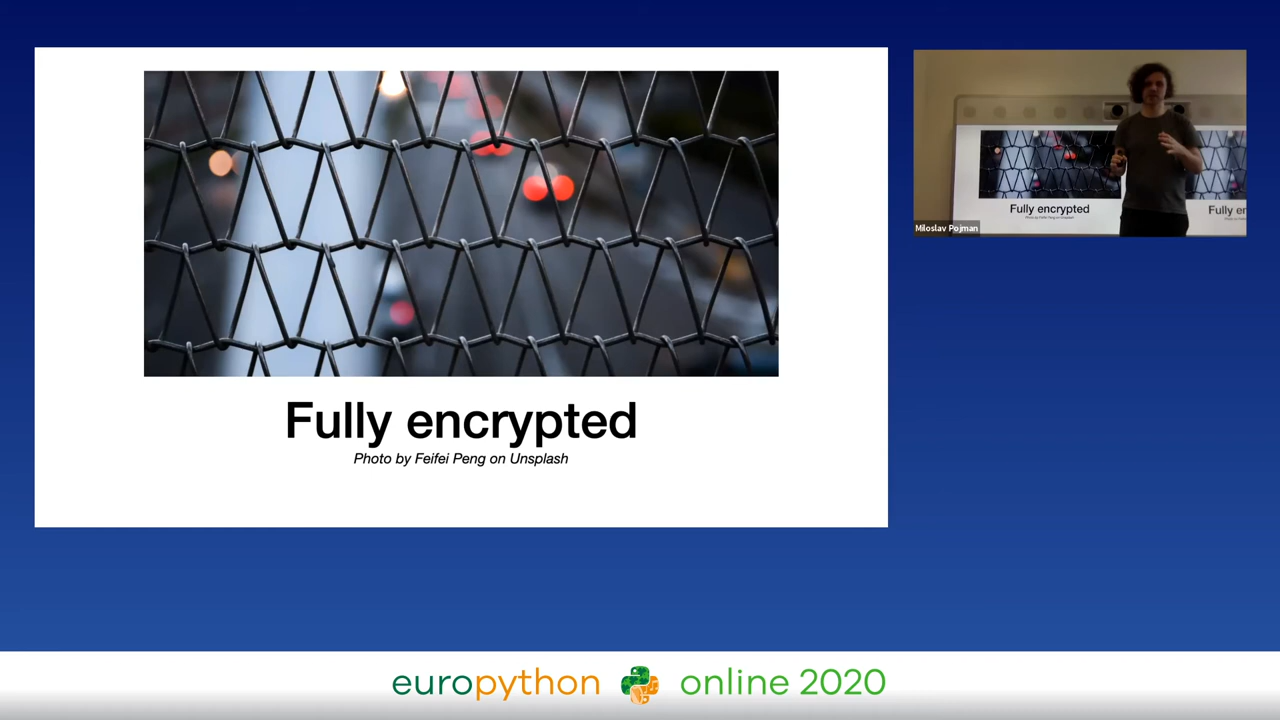 Fully encrypted
Photo by Feifei Peng on Unsplash
Miloslav Pojman
Fully encrypted
Fully en
europython online 2020